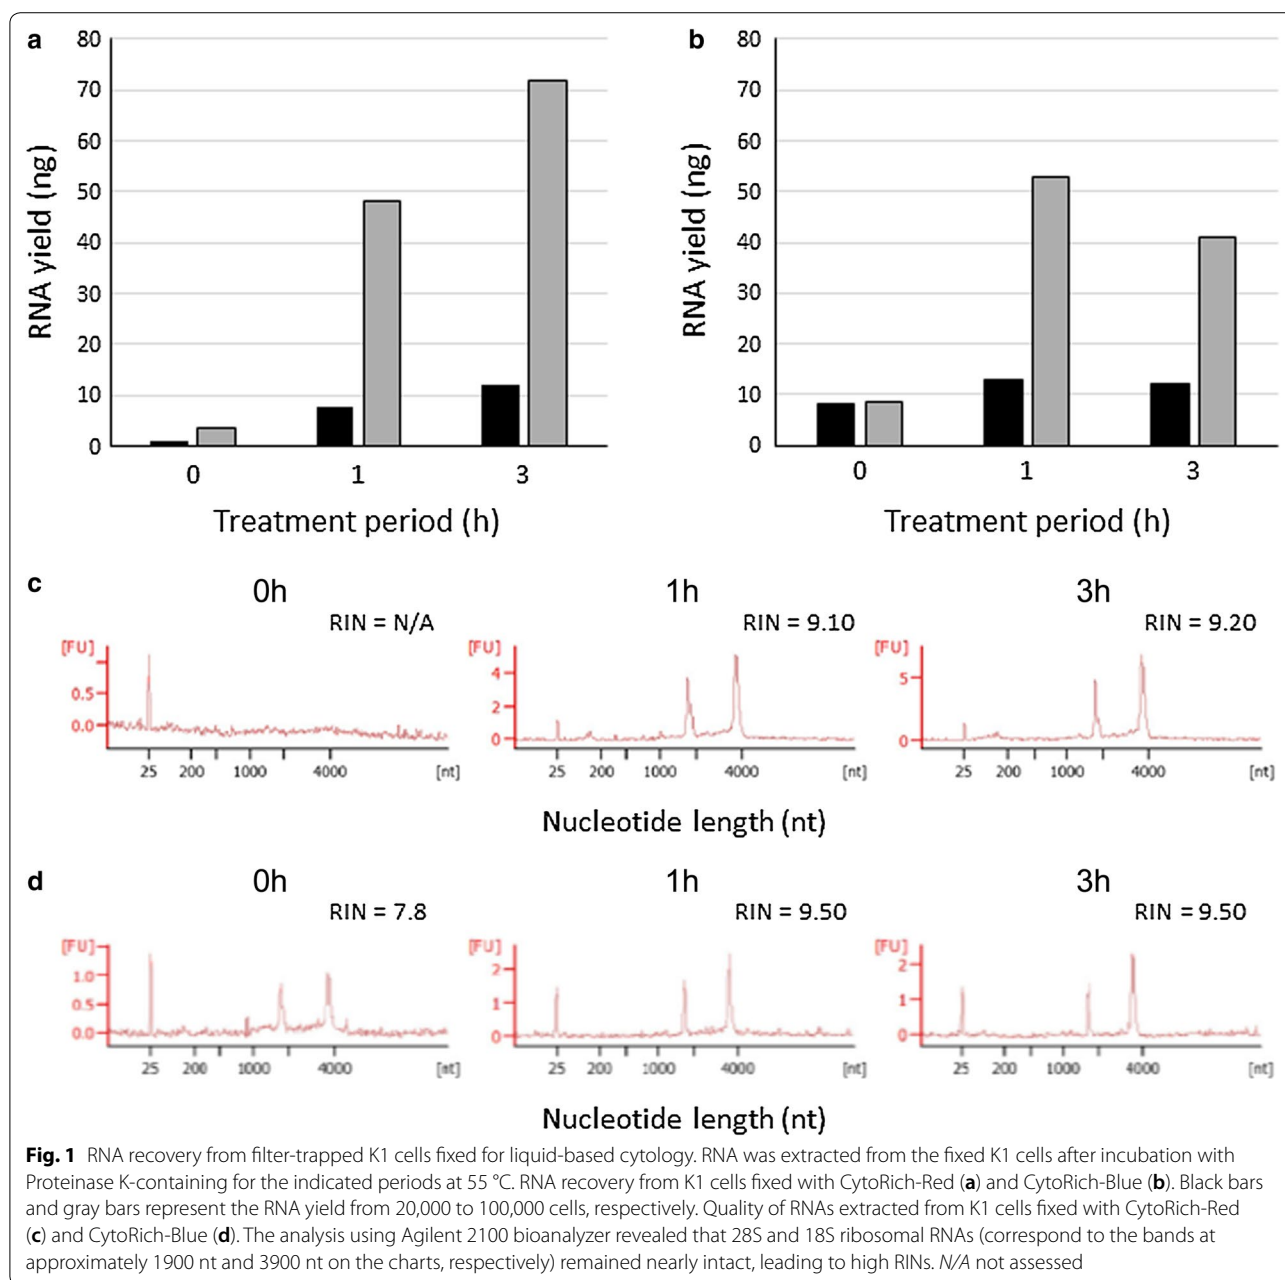 a
80
70
60
50
40
30
20
10
0
RNA yield (ng)
0 1 3
Treatment period (h)
b
80
70
60
50
40
30
20
10
0
RNA yield (ng)
0 1 3
Treatment period (h)
c
0h 1h 3h
RIN = N/A RIN = 9.10 RIN = 9.20
[FU]
0.5
0.0
25 200 1000 4000 [nt]
[FU]
4
2
0
25 200 1000 4000 [nt]
[FU]
5
0
25 200 1000 4000 [nt]
Nucleotide length (nt)
d
0h 1h 3h
RIN = 7.8 RIN = 9.50 RIN = 9.50
[FU]
1.0
0.5
0.0
25 200 1000 4000 [nt]
[FU]
2
1
0
25 200 1000 4000 [nt]
[FU]
2
1
0
25 200 1000 4000 [nt]
Nucleotide length (nt)
Fig. 1 RNA recovery from filter-trapped K1 cells fixed for liquid-based cytology. RNA was extracted from the fixed K1 cells after incubation with
Proteinase K-containing for the indicated periods at 55 °C. RNA recovery from K1 cells fixed with CytoRich-Red (a) and CytoRich-Blue (b). Black bars
and gray bars represent the RNA yield from 20,000 to 100,000 cells, respectively. Quality of RNAs extracted from K1 cells fixed with CytoRich-Red
(c) and CytoRich-Blue (d). The analysis using Agilent 2100 bioanalyzer revealed that 28S and 18S ribosomal RNAs (correspond to the bands at
approximately 1900 nt and 3900 nt on the charts, respectively) remained nearly intact, leading to high RINs. N/A not assessed